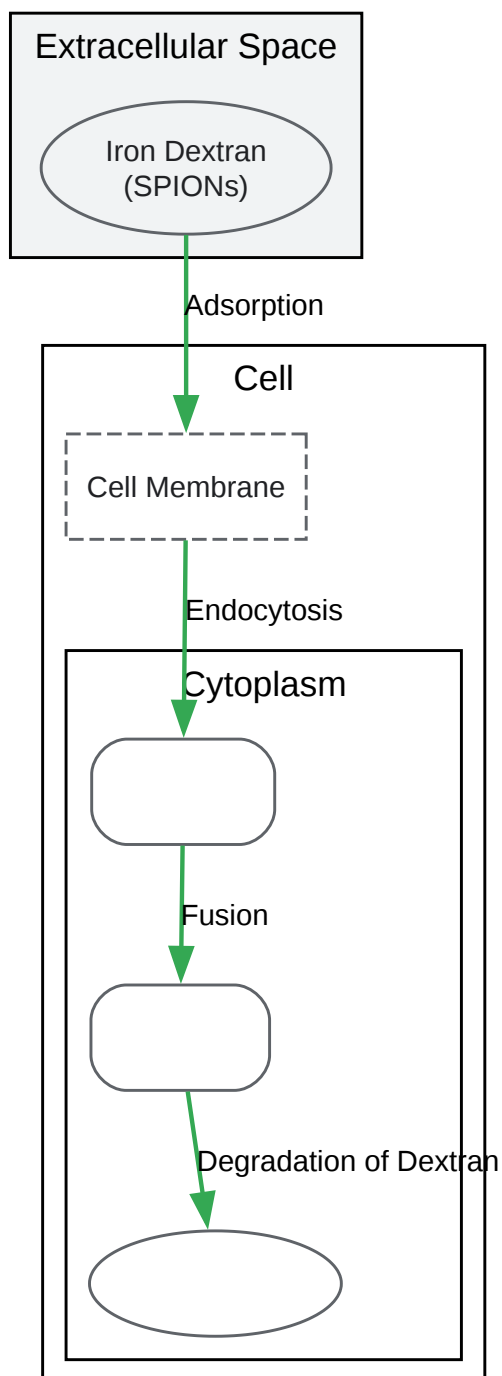 Extracellular Space
Iron Dextran
(SPIONs)
Adsorption
Cell
Cell Membrane
Endocytosis
Cytoplasm
Fusion
Degradation of Dextran